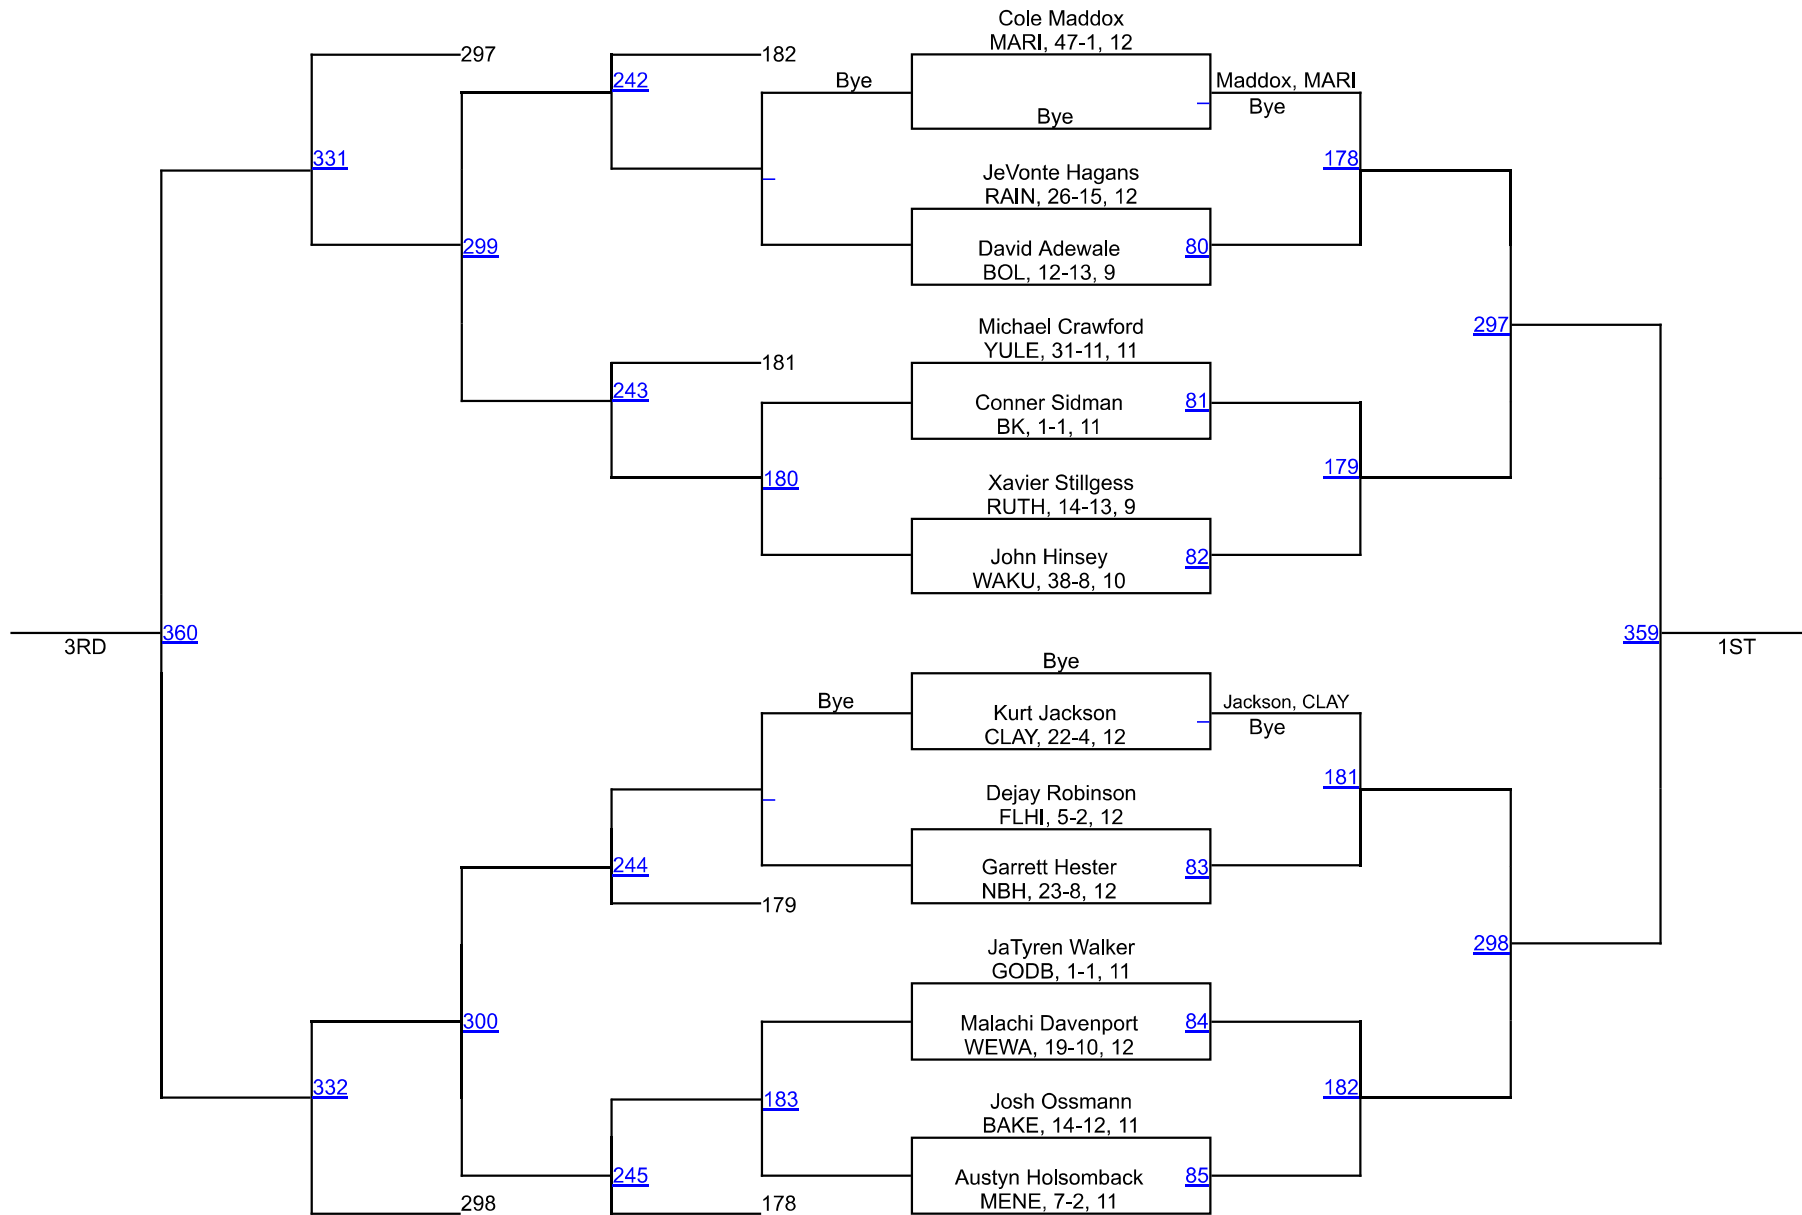 Cole Maddox
MARI, 47-1, 12
297
182
242
Bye
Maddox, MARI
Bye
Bye
331
178
JeVonte Hagans
RAIN, 26-15, 12
299
David Adewale
80
BOL, 12-13, 9
Michael Crawford
297
YULE, 31-11, 11
181
243
Conner Sidman
81
BK, 1-1, 11
180
179
Xavier Stillgess
RUTH, 14-13, 9
John Hinsey
82
WAKU, 38-8, 10
360
359
3RD
1ST
Bye
Bye
Jackson, CLAY
Kurt Jackson
Bye
CLAY, 22-4, 12
181
Dejay Robinson
FLHI, 5-2, 12
244
Garrett Hester
83
NBH, 23-8, 12
179
JaTyren Walker
298
GODB, 1-1, 11
300
Malachi Davenport
84
WEWA, 19-10, 12
332
183
Josh Ossmann
182
BAKE, 14-12, 11
245
Austyn Holsomback
85
MENE, 7-2, 11
298
178